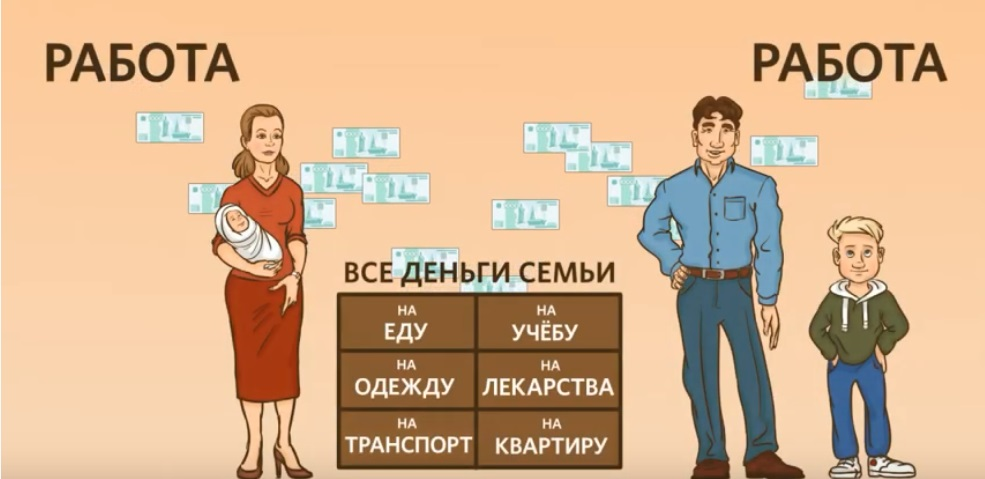 РАБОТА
РАБОТА
ВСЕ ДЕНЬГИ СЕМЬИ
НА
ЕДУ
НА
УЧЁБУ
НА
ОДЕЖДУ
НА
ЛЕКАРСТВА
НА
ТРАНСПОРТ
НА
КВАРТИРУ